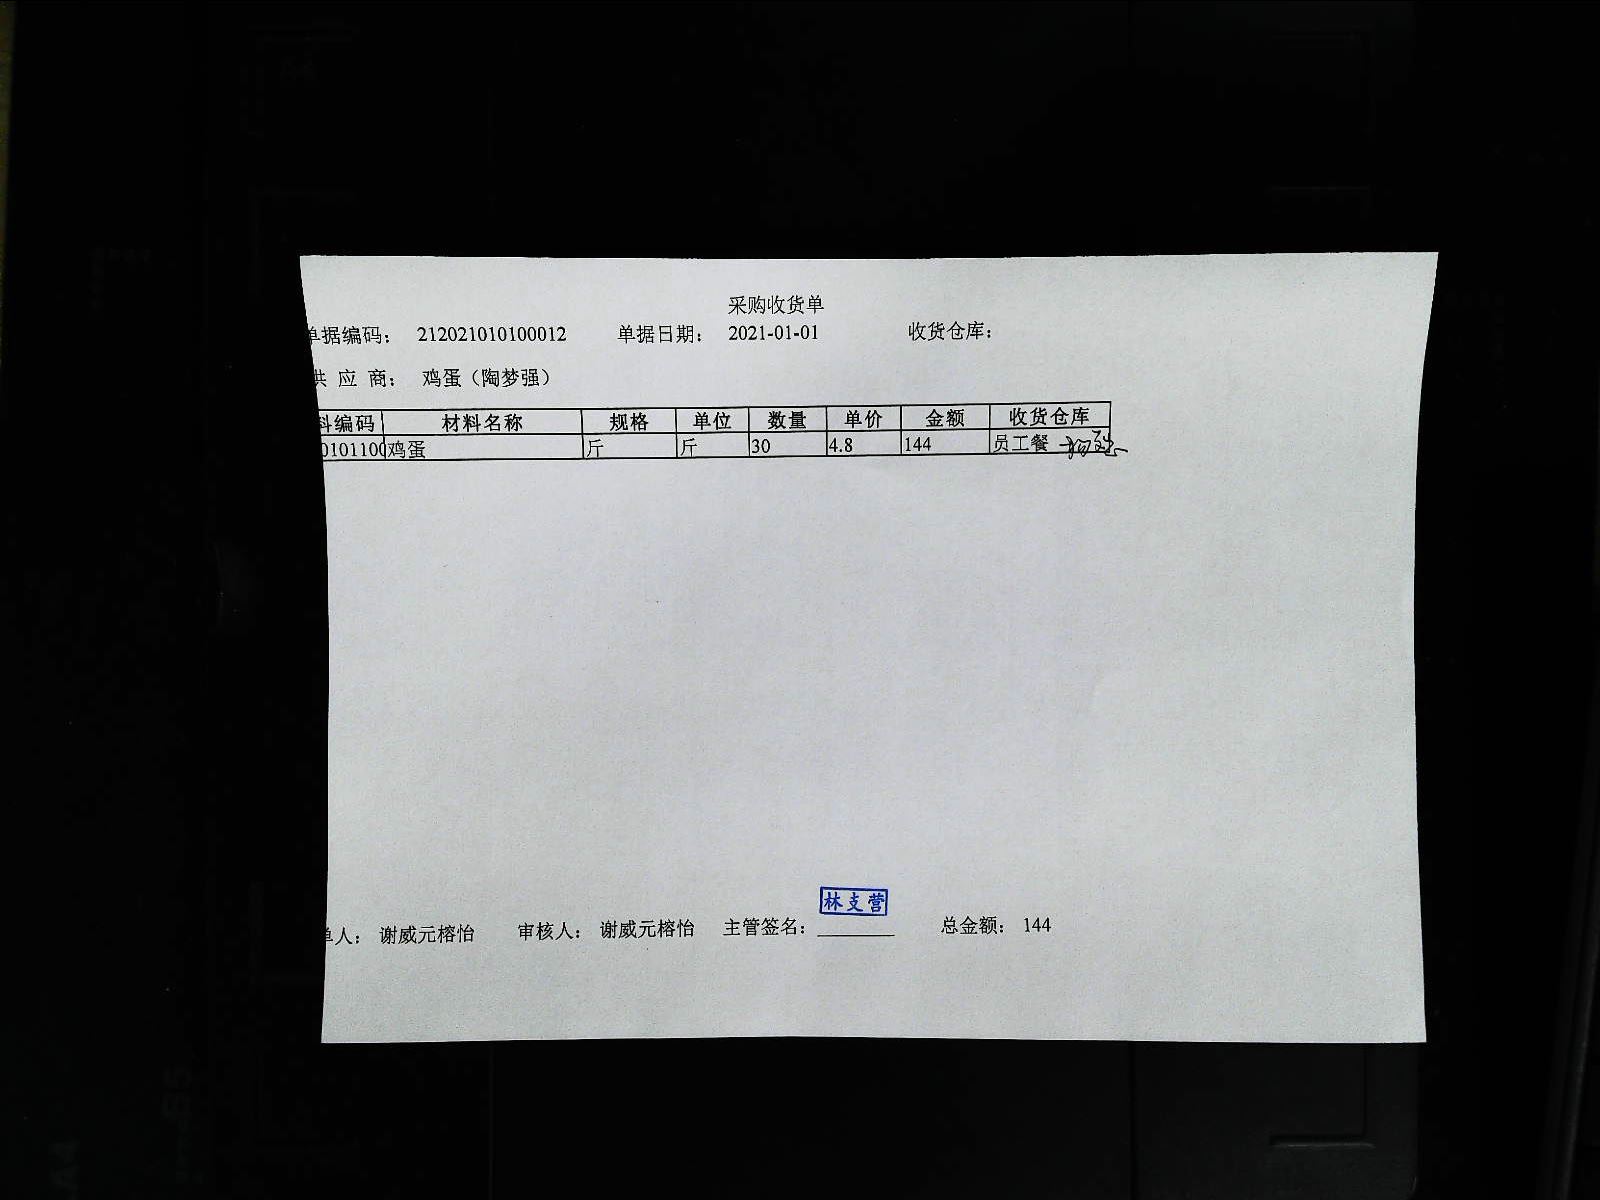 采购收货单
单据编码： 212021010100012 单据日期： 2021-01-01 收货仓库：
供 应 商： 鸡蛋（陶梦强）
料编码 材料名称 规格 单位 数量 单价 金额 收货仓库
0101100 鸡蛋 斤 斤 30 4.8 144 员工餐
林支营
单人： 谢威元榕怡 审核人： 谢威元榕怡 主管签名： 总金额： 144